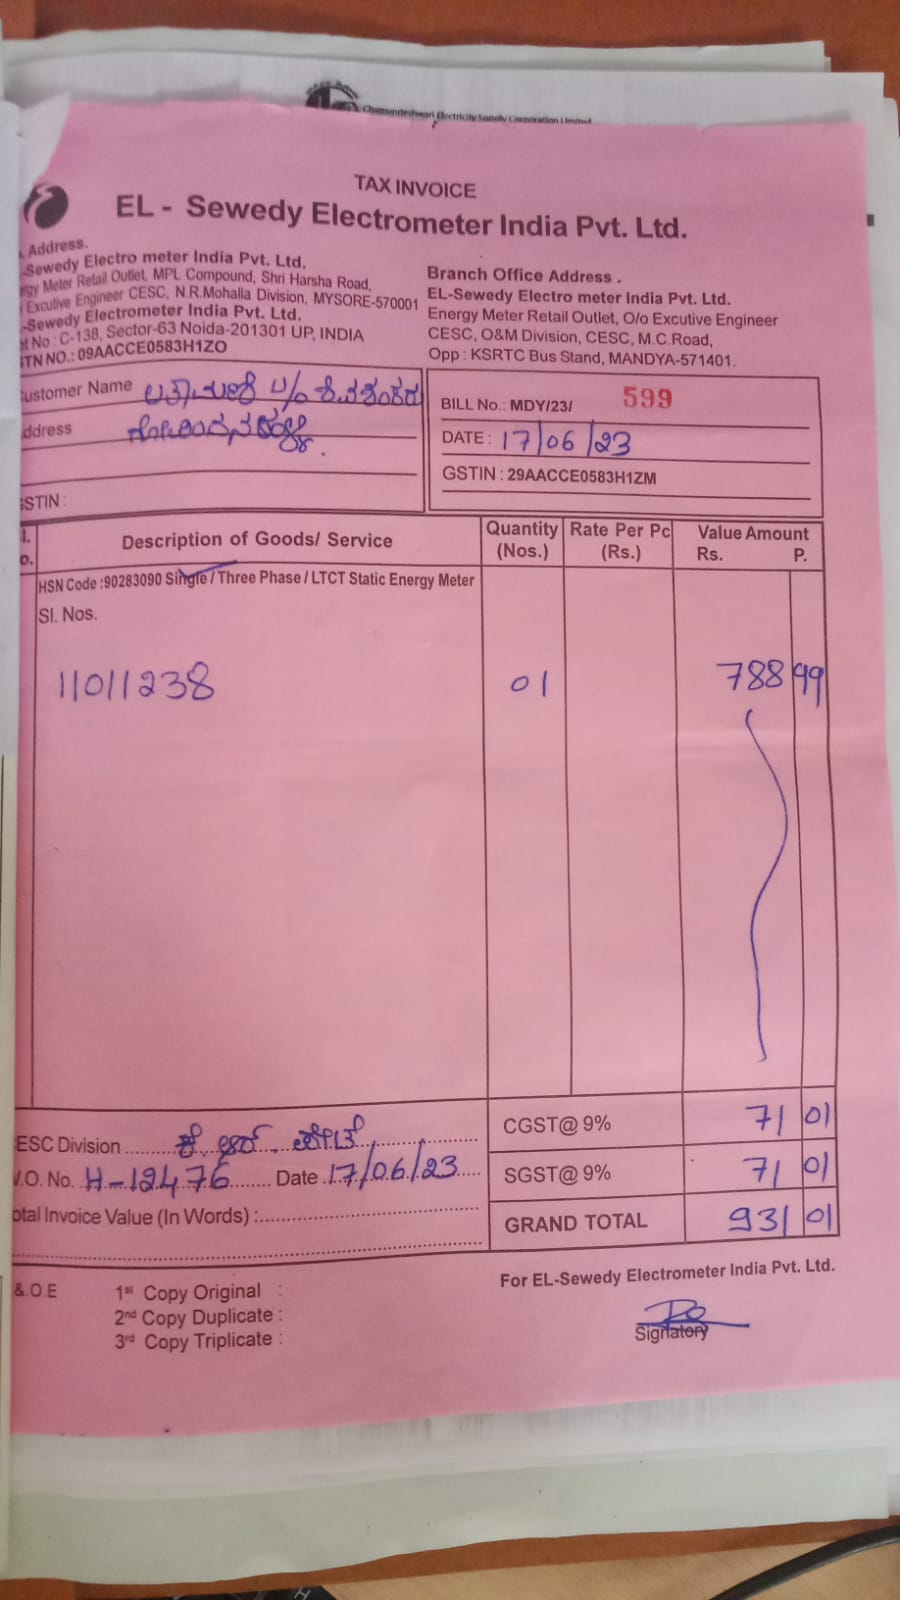 Chamundeshwari Electricity Supply Corporation Limited
TAX INVOICE
EL - Sewedy Electrometer India Pvt. Ltd.
Address.
-Sewedy Electro meter India Pvt. Ltd.
rgy Meter Retail Outlet, MPL Compound, Shri Harsha Road,
Excutive Engineer CESC, N.R.Mohalla Division, MYSORE-570001
-Sewedy Electrometer India Pvt. Ltd.
t No : C-138, Sector-63 Noida-201301 UP, INDIA
TN NO.: 09AACCE0583H1ZO
Branch Office Address .
EL-Sewedy Electro meter India Pvt. Ltd.
Energy Meter Retail Outlet, O/o Excutive Engineer
CESC, O&M Division, CESC, M.C.Road,
Opp : KSRTC Bus Stand, MANDYA-571401.
ustomer Name
ddress
STIN :
BILL No.: MDY/23/ 599
DATE : 17/06/23
GSTIN : 29AACCE0583H1ZM
l. o. Description of Goods/ Service Quantity (Nos.) Rate Per Pc (Rs.) Value Amount Rs. P.
HSN Code :90283090 Single / Three Phase / LTCT Static Energy Meter
Sl. Nos.
11011238 01 788 99
CGST@ 9% 71 01
ESC Division
SGST@ 9% 71 01
.O. No. H-12476 Date 17/06/23
GRAND TOTAL 931 01
otal Invoice Value (In Words) :
&.O.E
1st Copy Original :
2nd Copy Duplicate :
3rd Copy Triplicate :
For EL-Sewedy Electrometer India Pvt. Ltd.
Signatory